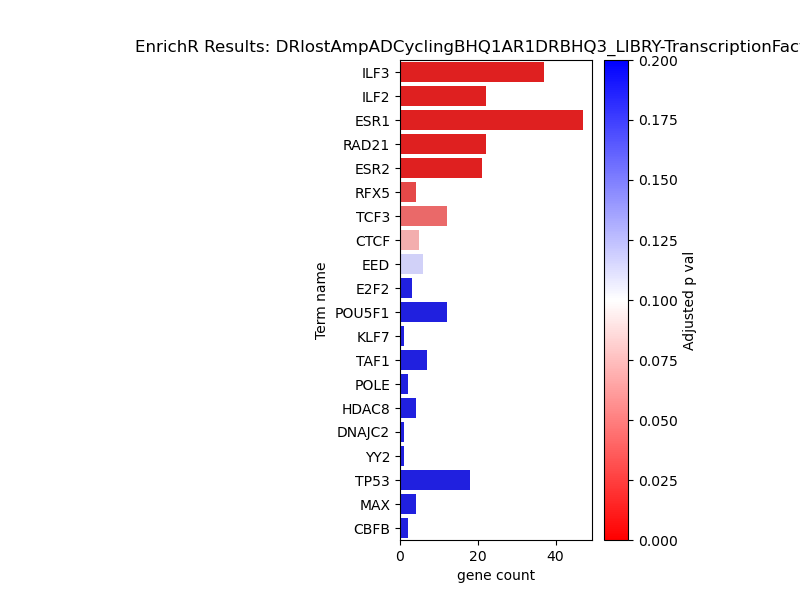 EnrichR Results: DRlostAmpADCyclingBHQ1AR1DRBHQ3_LIBRY-TranscriptionFac
ILF3
ILF2
ESR1
RAD21
ESR2
RFX5
TCF3
CTCF
EED
E2F2
POU5F1
KLF7
TAF1
POLE
HDAC8
DNAJC2
YY2
TP53
MAX
CBFB
Term name
0 20 40
gene count
0.200
0.175
0.150
0.125
0.100
0.075
0.050
0.025
0.000
Adjusted p val